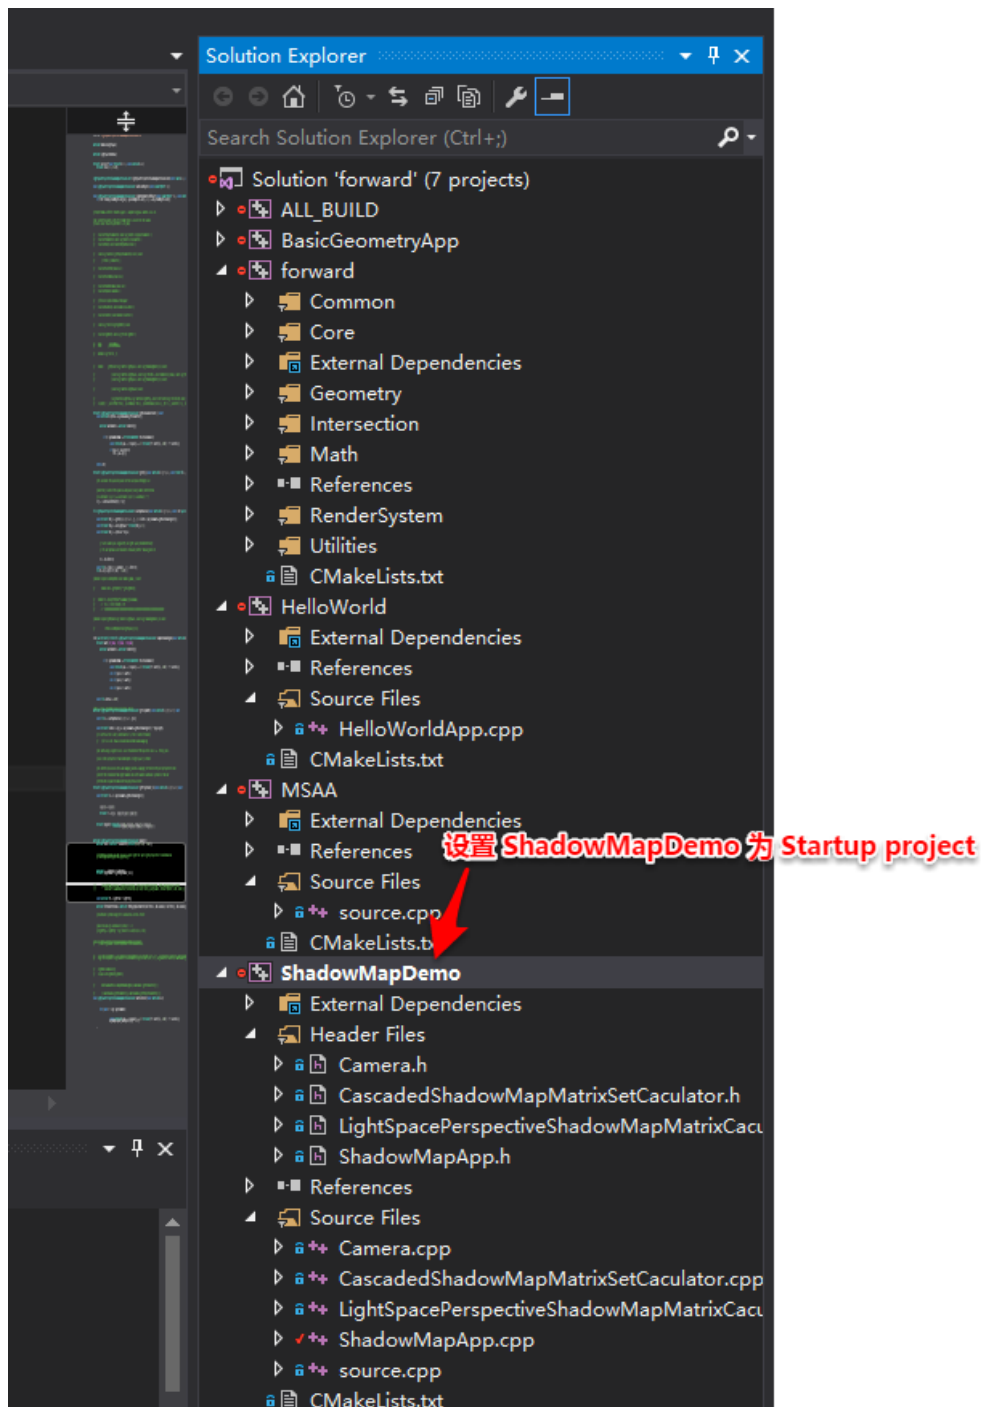 Solution Explorer
Search Solution Explorer (Ctrl+;)
Solution 'forward' (7 projects)
ALL_BUILD
BasicGeometryApp
forward
Common
Core
External Dependencies
Geometry
Intersection
Math
References
RenderSystem
Utilities
CMakeLists.txt
HelloWorld
External Dependencies
References
Source Files
HelloWorldApp.cpp
CMakeLists.txt
MSAA
External Dependencies
References
设置 ShadowMapDemo 为 Startup project
Source Files
source.cpp
CMakeLists.txt
ShadowMapDemo
External Dependencies
Header Files
Camera.h
CascadedShadowMapMatrixSetCaculator.h
LightSpacePerspectiveShadowMapMatrixCacu
ShadowMapApp.h
References
Source Files
Camera.cpp
CascadedShadowMapMatrixSetCaculator.cpp
LightSpacePerspectiveShadowMapMatrixCacu
ShadowMapApp.cpp
source.cpp
CMakeLists.txt